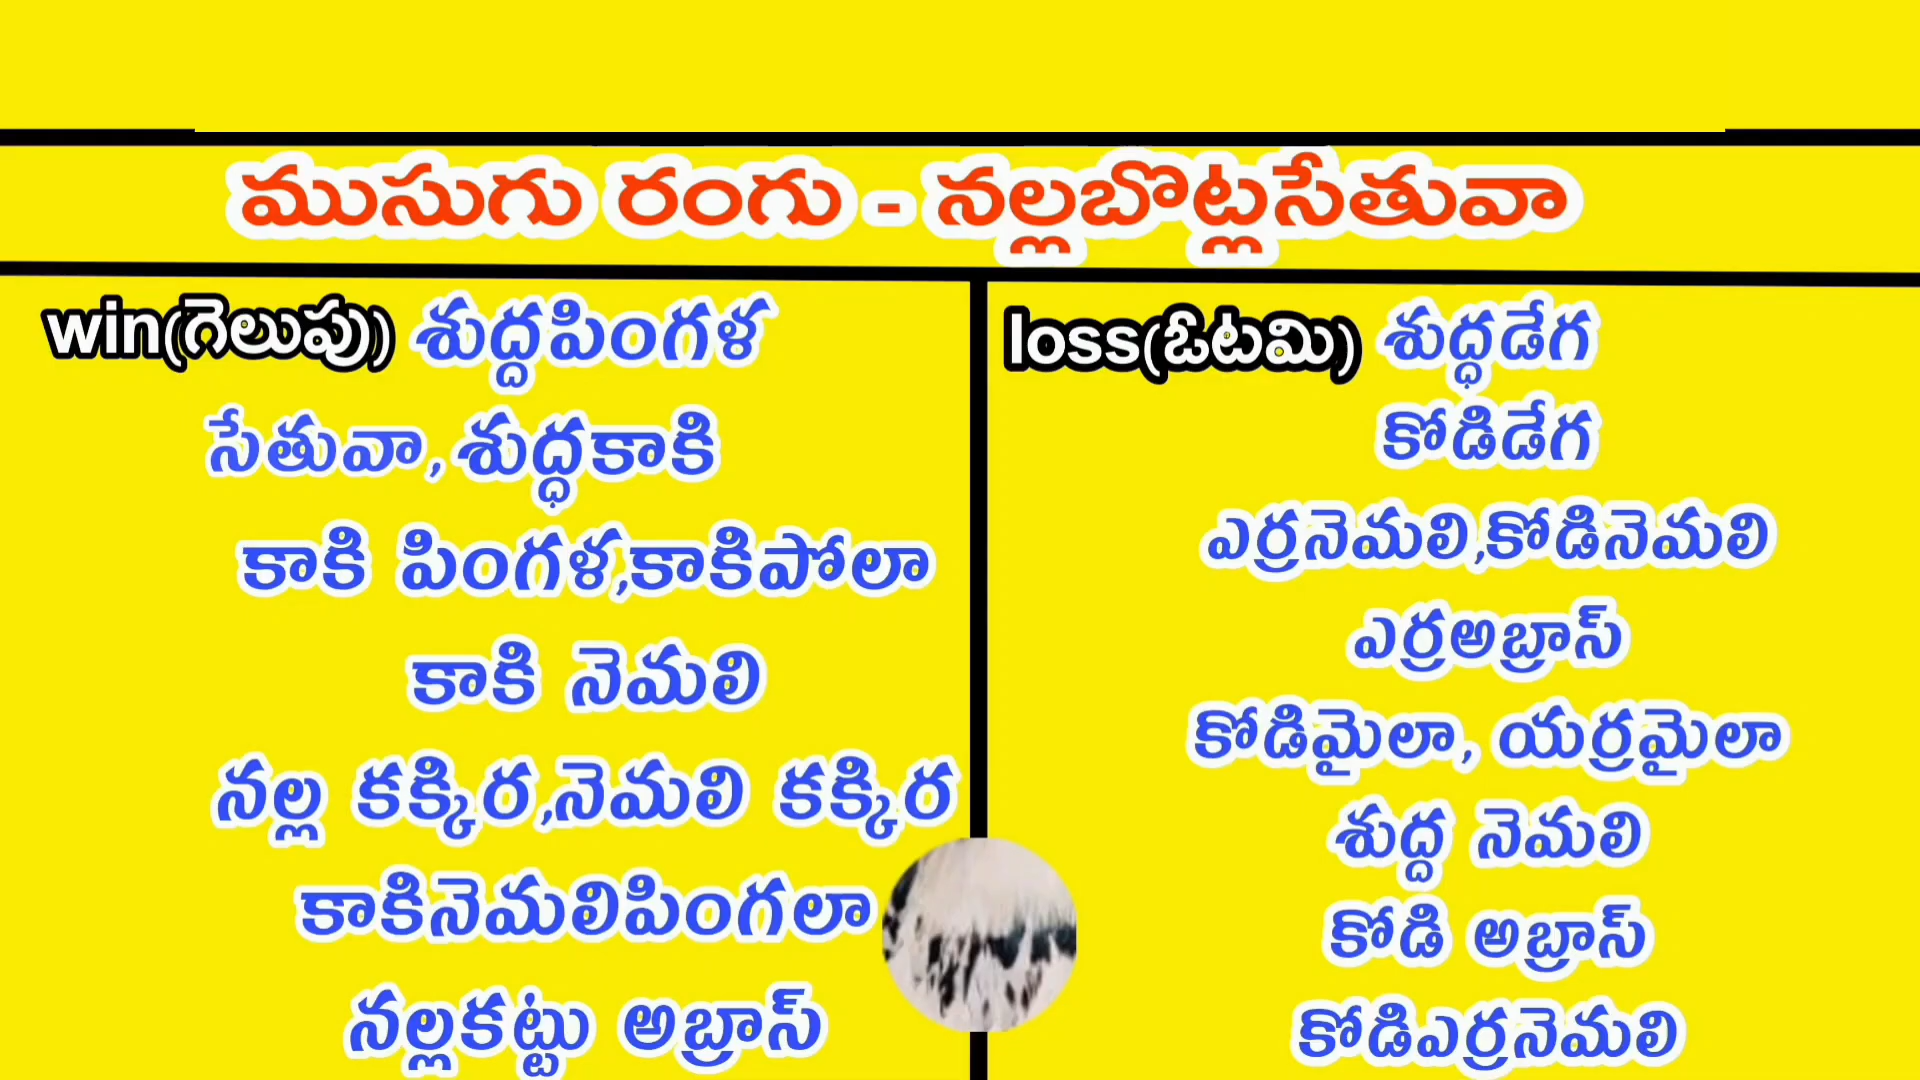 ముసుగు రంగు - నల్లబొట్లసేతువా
win(గెలుపు) శుద్దపింగళ
సేతువా, శుద్ధకాకి
కాకి పింగళ,కాకిపోలా
కాకి నెమలి
నల్ల కక్కిర,నెమలి కక్కిర
కాకినెమలిపింగలా
నల్లకట్టు అబ్రాస్
loss(ఓటమి) శుద్ధడేగ
కోడిడేగ
ఎర్రనెమలి,కోడినెమలి
ఎర్రఅబ్రాస్
కోడిమైలా, యర్రమైలా
శుద్ద నెమలి
కోడి అబ్రాస్
కోడిఎర్రనెమలి